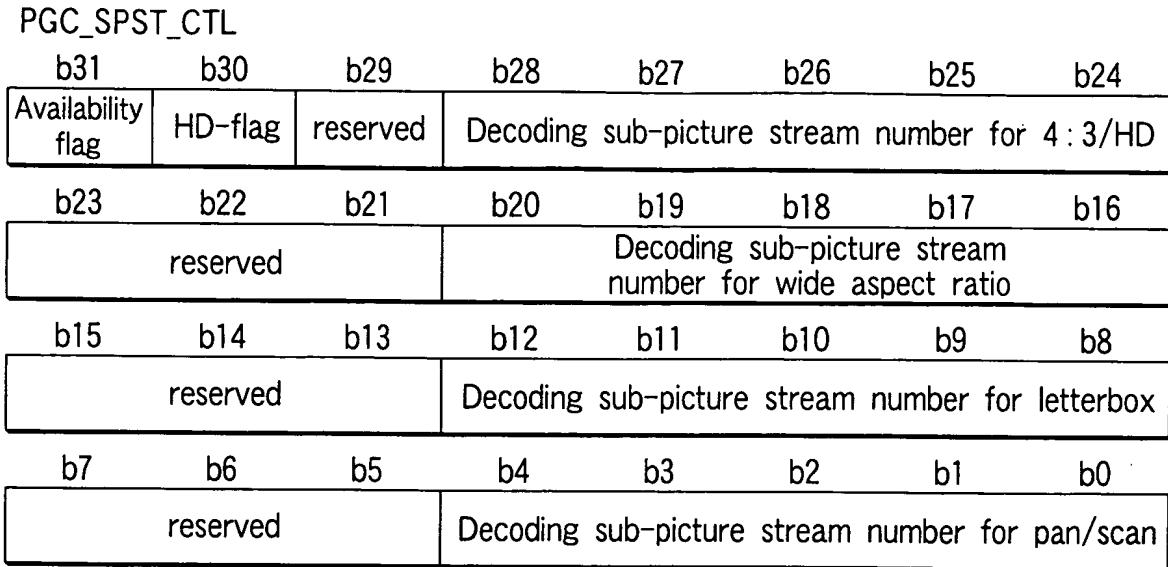 PGC_SPST_CTL
b31 b30 b29 b28 b27 b26 b25 b24
Availability flag HD-flag reserved Decoding sub-picture stream number for 4:3/HD
b23 b22 b21 b20 b19 b18 b17 b16
reserved Decoding sub-picture stream
number for wide aspect ratio
b15 b14 b13 b12 b11 b10 b9 b8
reserved Decoding sub-picture stream number for letterbox
b7 b6 b5 b4 b3 b2 b1 b0
reserved Decoding sub-picture stream number for pan/scan